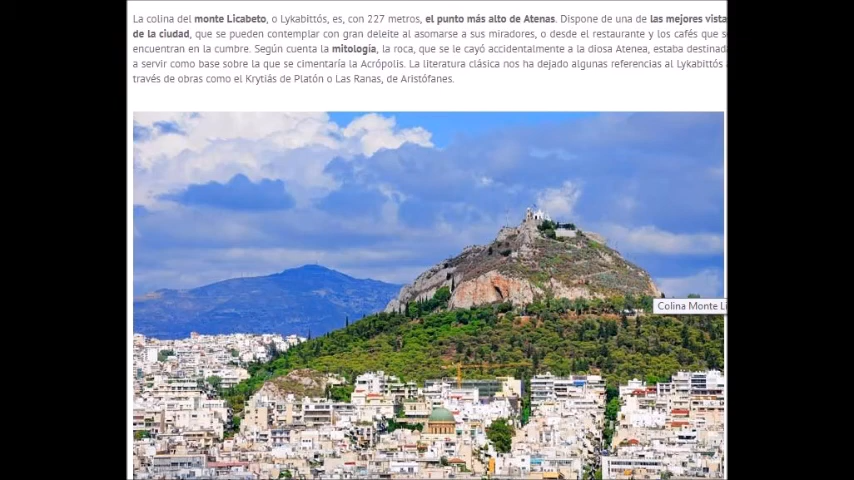 La colina del monte Licabeto, o Lykabittós, es, con 227 metros, el punto más alto de Atenas. Dispone de una de las mejores vista
de la ciudad, que se pueden contemplar con gran deleite al asomarse a sus miradores, o desde el restaurante y los cafés que s
encuentran en la cumbre. Según cuenta la mitología, la roca, que se le cayó accidentalmente a la diosa Atenea, estaba destinad
a servir como base sobre la que se cimentaría la Acrópolis. La literatura clásica nos ha dejado algunas referencias al Lykabittós a
través de obras como el Krytiás de Platón o Las Ranas, de Aristófanes.
Colina Monte Li